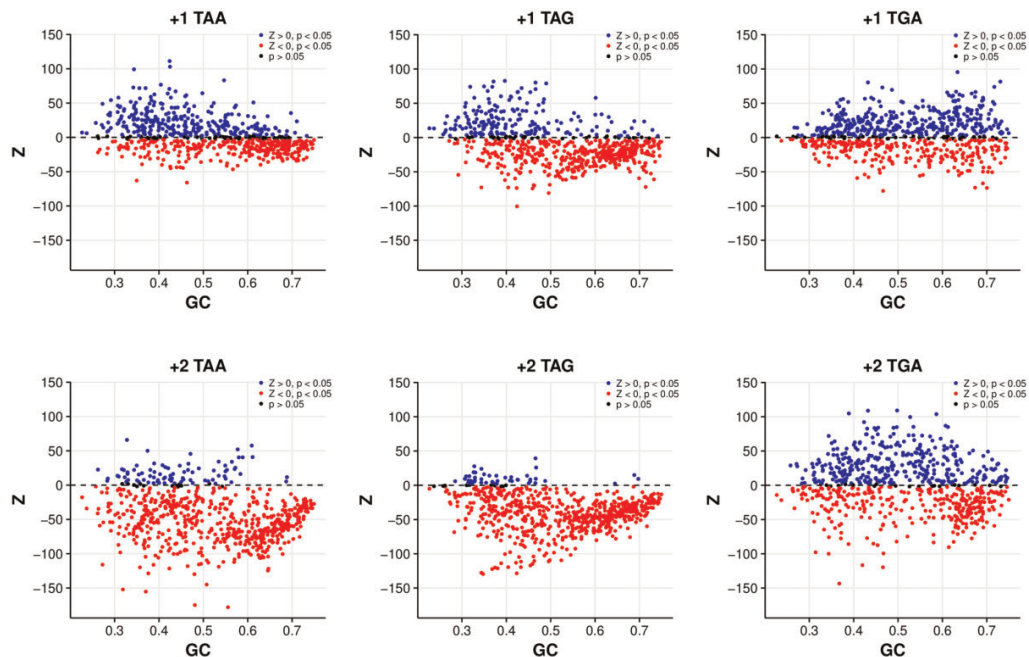 +1 TAA
150
100
50
0
−50
−100
−150
Z
0.3 0.4 0.5 0.6 0.7
GC
Z > 0, p < 0.05
Z < 0, p < 0.05
p > 0.05
+1 TAG
150
100
50
0
−50
−100
−150
Z
0.3 0.4 0.5 0.6 0.7
GC
Z > 0, p < 0.05
Z < 0, p < 0.05
p > 0.05
+1 TGA
150
100
50
0
−50
−100
−150
Z
0.3 0.4 0.5 0.6 0.7
GC
Z > 0, p < 0.05
Z < 0, p < 0.05
p > 0.05
+2 TAA
150
100
50
0
−50
−100
−150
Z
0.3 0.4 0.5 0.6 0.7
GC
Z > 0, p < 0.05
Z < 0, p < 0.05
p > 0.05
+2 TAG
150
100
50
0
−50
−100
−150
Z
0.3 0.4 0.5 0.6 0.7
GC
Z > 0, p < 0.05
Z < 0, p < 0.05
p > 0.05
+2 TGA
150
100
50
0
−50
−100
−150
Z
0.3 0.4 0.5 0.6 0.7
GC
Z > 0, p < 0.05
Z < 0, p < 0.05
p > 0.05